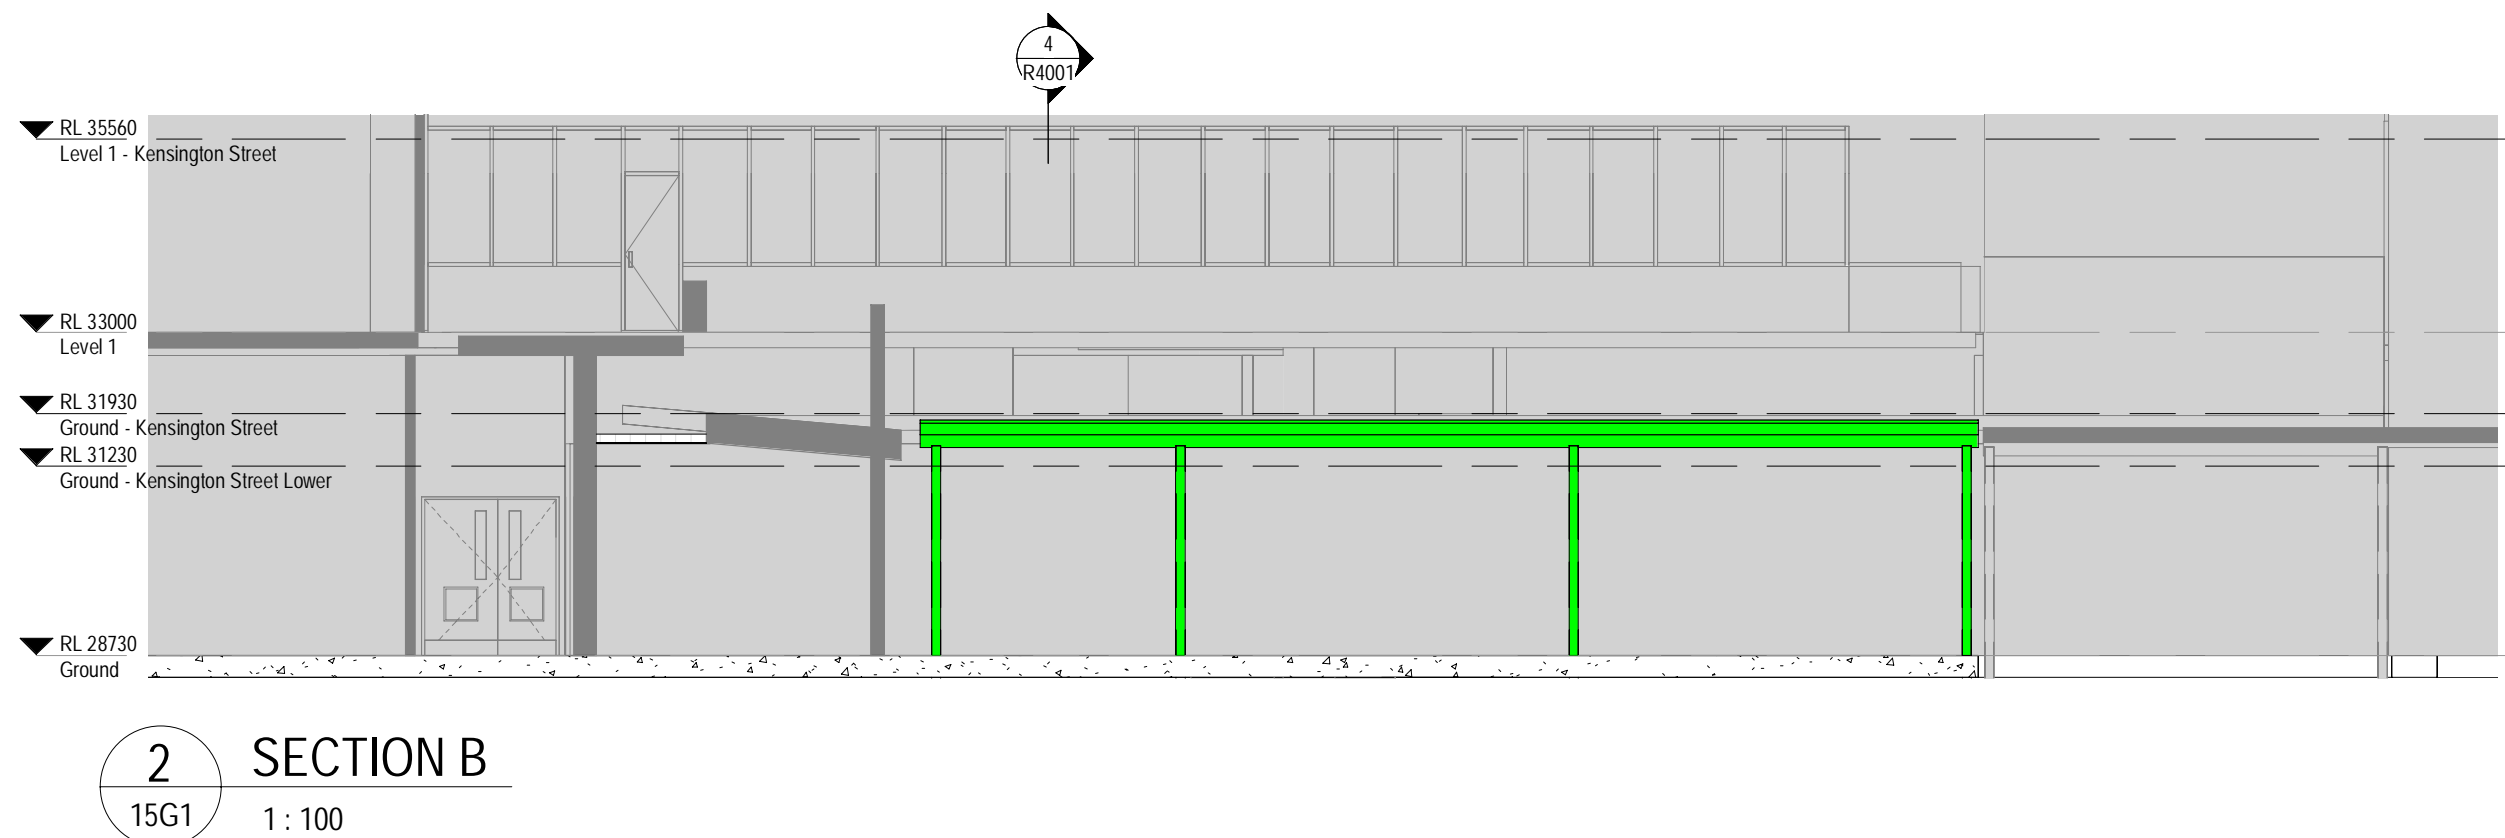 4
R4001
RL 35560
Level 1 - Kensington Street
RL 33000
Level 1
RL 31930
Ground - Kensington Street
RL 31230
Ground - Kensington Street Lower
RL 28730
Ground
2
SECTION B
15G1
1 : 100